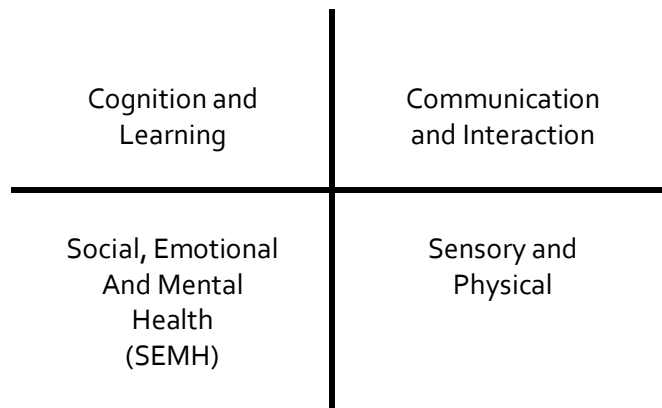 Cognition and
Learning
Communication
and Interaction
Social, Emotional
And Mental
Health
(SEMH)
Sensory and
Physical